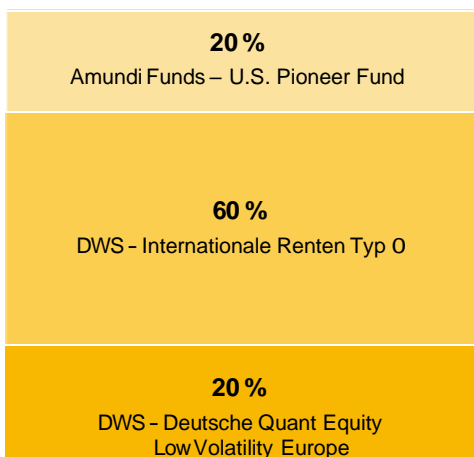 20 %
Amundi Funds – U.S. Pioneer Fund
60 %
DWS – Internationale Renten Typ O
20 %
DWS – Deutsche Quant Equity
Low Volatility Europe